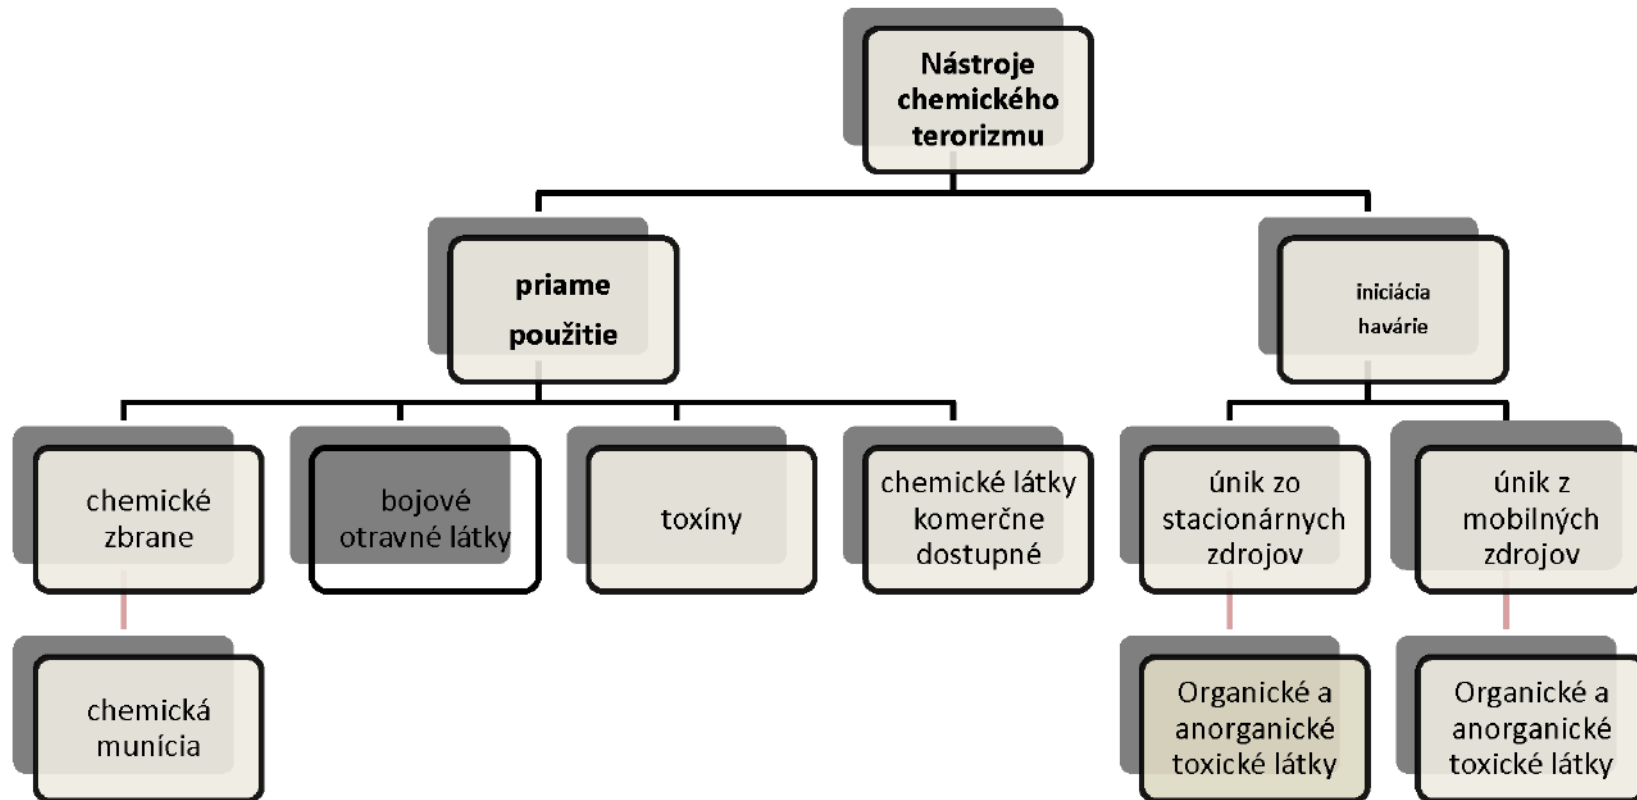 Nástroje
chemického
terorizmu
priame
použitie
iniciácia
havárie
chemické
zbrane
bojové
otravné látky
toxíny
chemické látky
komerčne
dostupné
únik zo
stacionárnych
zdrojov
únik z
mobilných
zdrojov
chemická
munícia
Organické a
anorganické
toxické látky
Organické a
anorganické
toxické látky